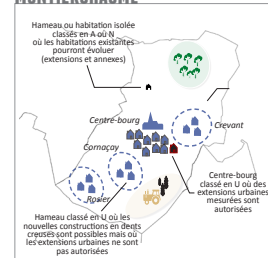 MONTIERCHAUME
Hameau ou habitation isolée
classés en A où N
où les habitations existantes
pourront évoluer
(extensions et annexes)
Centre-bourg
Crevant
Gornaçay
Rosier
Centre-bourg
classé en U où des
extensions urbaines
mesurées sont
autorisées
Hameau classé en U où les
nouvelles constructions en dents
creuses sont possibles mais où
les extensions urbaines ne sont
pas autorisées